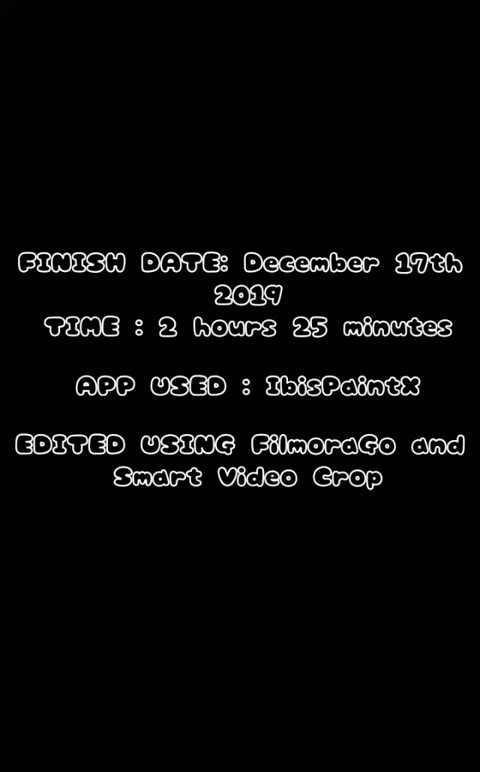 FINISH DATE: December 17th
2019
TIME : 2 hours 25 minutes
APP USED : IbisPaintX
EDITED USING FilmoraGo and
Smart Video Crop